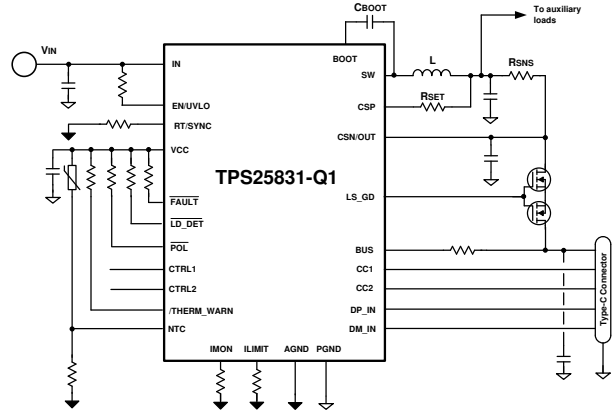 CBOOT
To auxiliary
loads
VIN
BOOT
IN
SW
L
RSNS
EN/UVLO
CSP
RSET
RT/SYNC
CSN/OUT
VCC
TPS25831-Q1
FAULT
LS_GD
LD_DET
POL
BUS
CTRL1
CC1
CTRL2
CC2
/THERM_WARN
DP_IN
NTC
DM_IN
Type-C Connector
IMON
ILIMIT
AGND
PGND